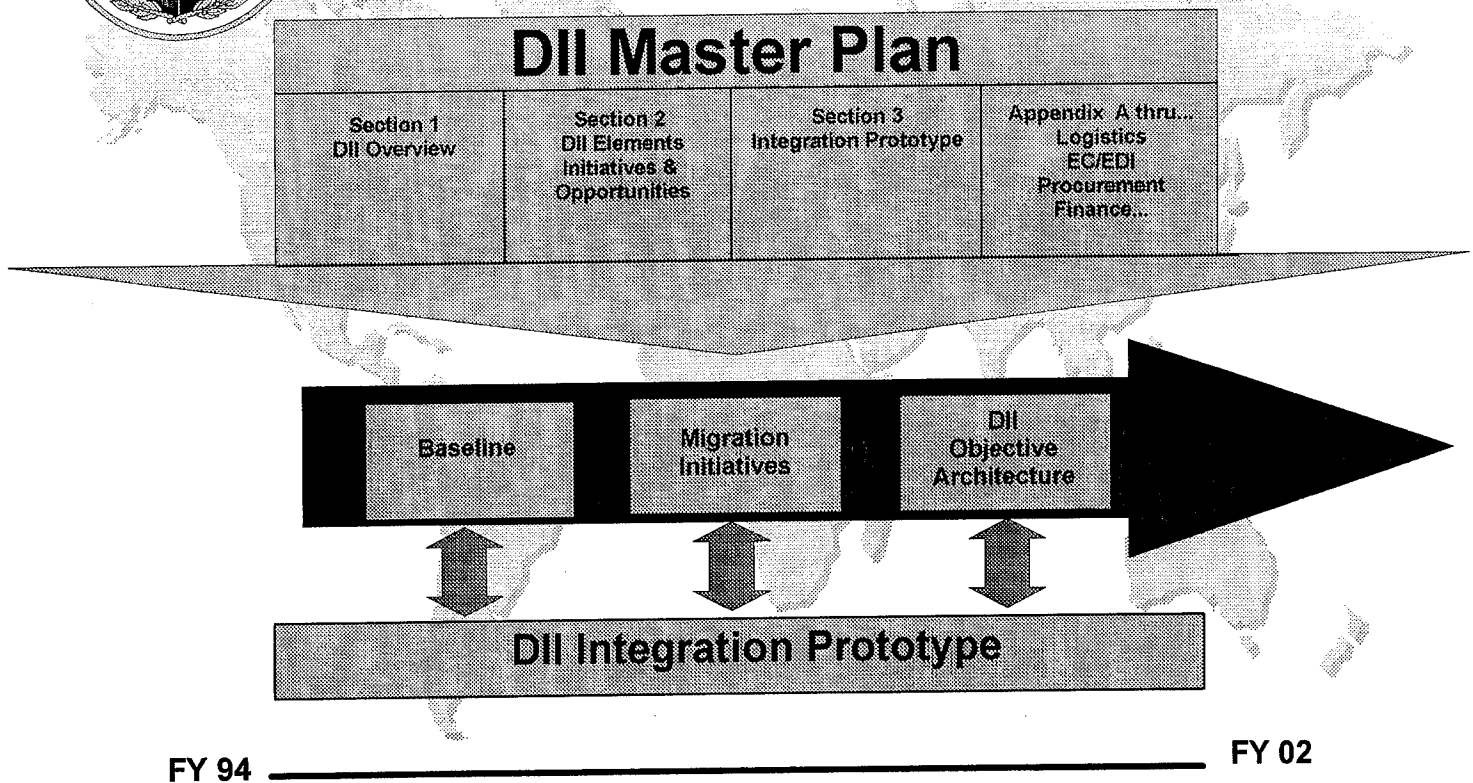 DII Master Plan
Section 1
DII Overview
Section 2
DII Elements
Initiatives &
Opportunities
Section 3
Integration Prototype
Appendix A thru...
Logistics
EC/EDI
Procurement
Finance...
Baseline
Migration
Initiatives
DII
Objective
Architecture
DII Integration Prototype
FY 94
FY 02